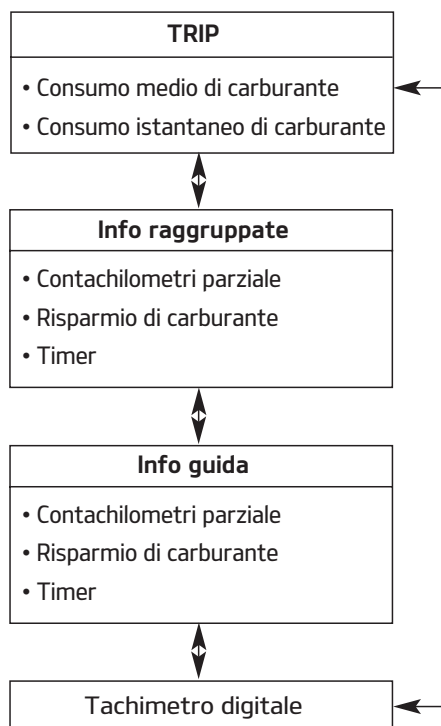 TRIP
• Consumo medio di carburante
• Consumo istantaneo di carburante
Info raggruppate
• Contachilometri parziale
• Risparmio di carburante
• Timer
Info guida
• Contachilometri parziale
• Risparmio di carburante
• Timer
Tachimetro digitale